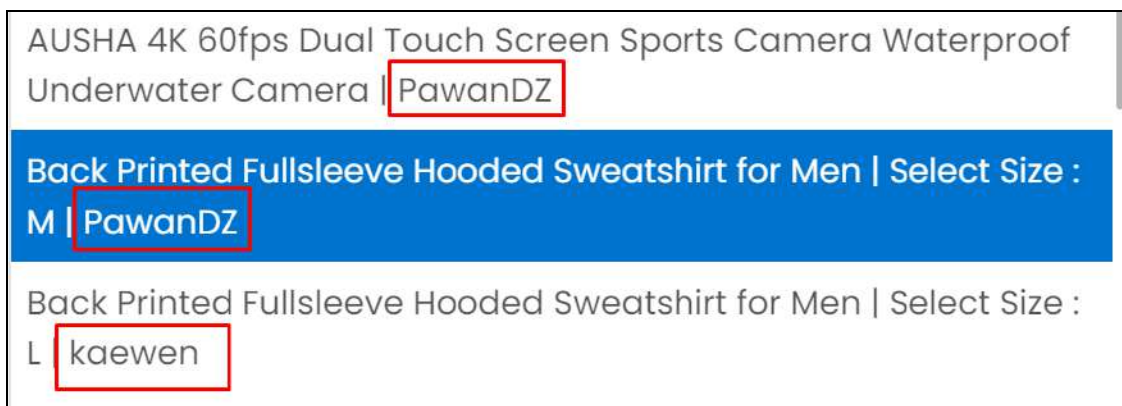 AUSHA 4K 60fps Dual Touch Screen Sports Camera Waterproof
Underwater Camera | PawanDZ
Back Printed Fullsleeve Hooded Sweatshirt for Men | Select Size :
M | PawanDZ
Back Printed Fullsleeve Hooded Sweatshirt for Men | Select Size :
L | kaewen